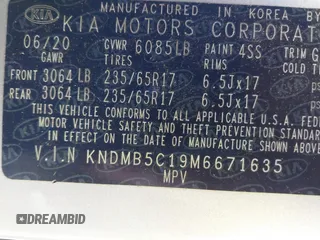 MANUFACTURED IN KOREA BY
KIA MOTORS CORPORAT
06/20 GVWR 6085LB PAINT 4SS TRIM
GAWR TIRES RIMS COLD
FRONT 3064 LB 235/65R17 6.5Jx17
REAR 3064 LB 235/65R17 6.5Jx17
THIS VEHICLE CONFORMS TO ALL APPLICABLE U.S.A. FEDE
MOTOR VEHICLE SAFETY AND THEFT PREVENTION STANDAR
IN EFFECT ON THE DATE OF MANUFACTURE SHOWN ABOVE
V.I.N KNDMB5C19M6671635
MPV
DREAMBID